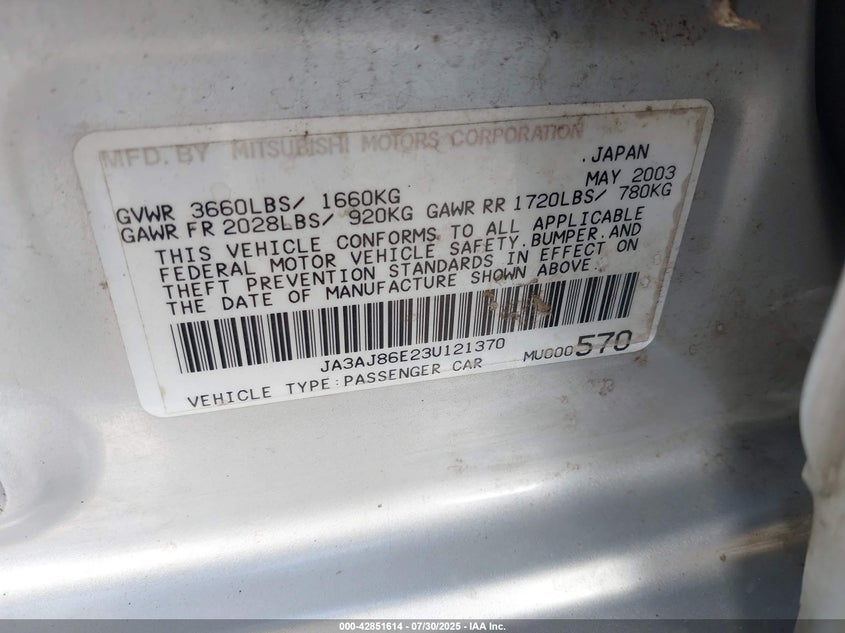 MFD. BY MITSUBISHI MOTORS CORPORATION
.JAPAN
MAY 2003
GVWR 3660LBS/ 1660KG
GAWR FR 2028LBS/ 920KG GAWR RR 1720LBS/ 780KG
THIS VEHICLE CONFORMS TO ALL APPLICABLE
FEDERAL MOTOR VEHICLE SAFETY.BUMPER.AND
THEFT PREVENTION STANDARDS IN EFFECT ON
THE DATE OF MANUFACTURE SHOWN ABOVE.
JA3AJ86E23U121370
MU000570
VEHICLE TYPE:PASSENGER CAR
000-42851614 - 07/30/2025 - IAA Inc.